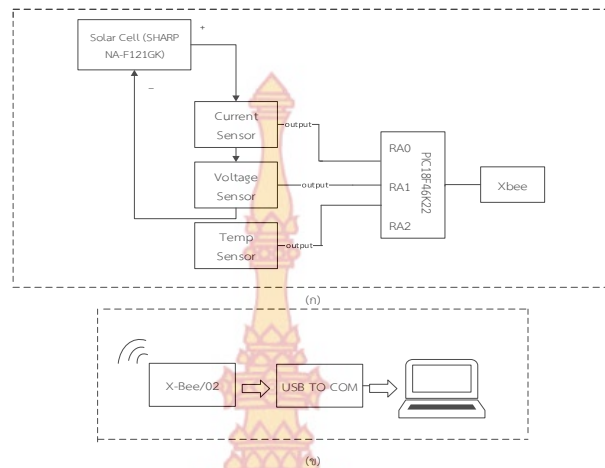 Solar Cell (SHARP
NA-F121GK)
+
−
Current
Sensor
output
Voltage
Sensor
output
Temp
Sensor
output
RA0
RA1
RA2
PIC18F46K22
Xbee
(ก)
X-Bee/02
USB TO COM
(ข)